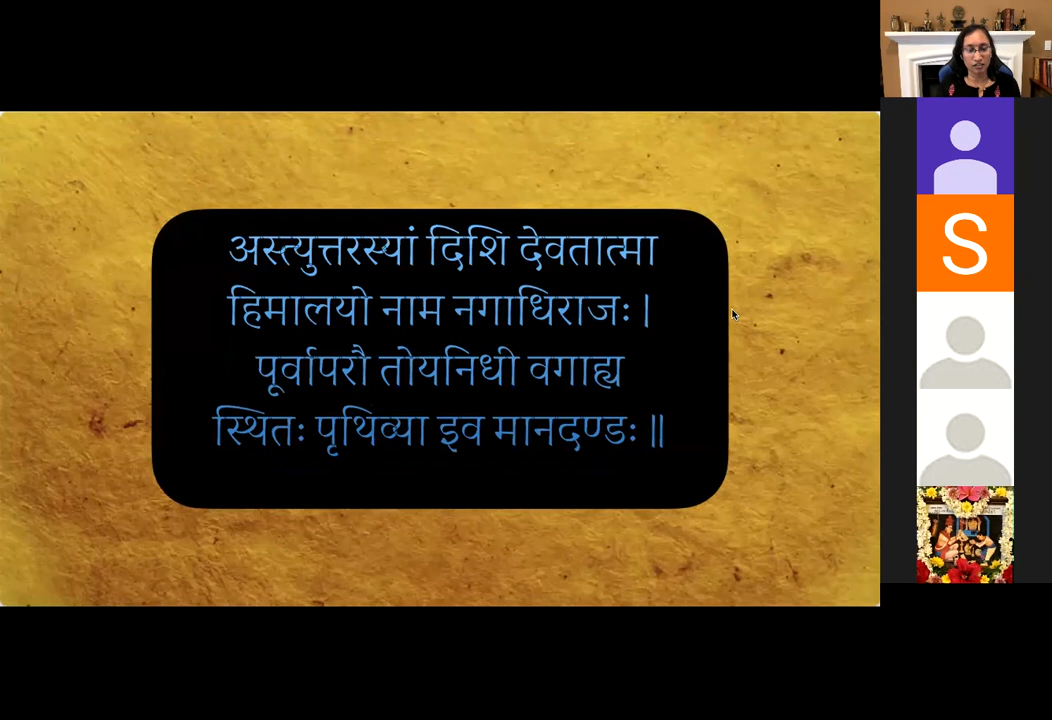 अस्त्युत्तरस्यां दिशि देवतात्मा
हिमालयो नाम नगाधिराजः।
पूर्वापरौ तोयनिधी वगाह्य
स्थितः पृथिव्या इव मानदण्डः॥
S